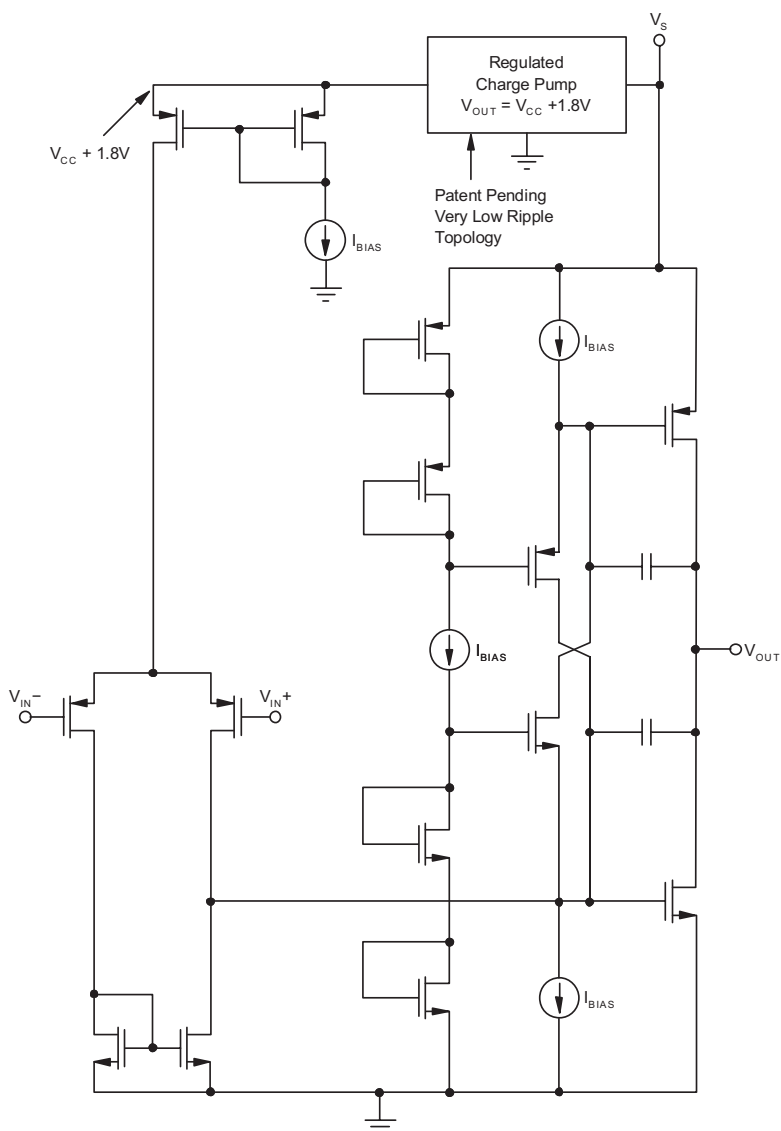 V_S
Regulated
Charge Pump
V_OUT = V_CC +1.8V
V_CC + 1.8V
Patent Pending
Very Low Ripple
Topology
I_BIAS
I_BIAS
I_BIAS
V_OUT
V_IN−
V_IN+
I_BIAS